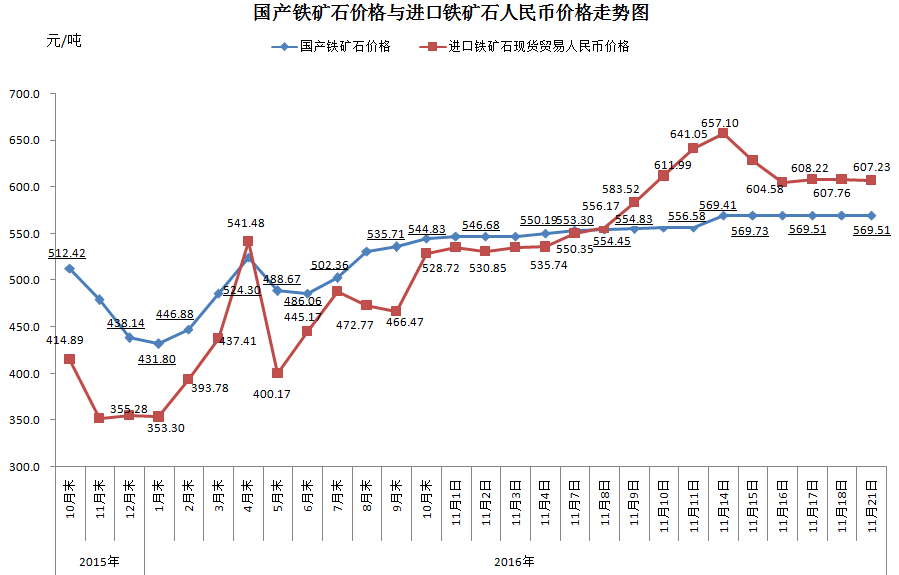 国产铁矿石价格与进口铁矿石人民币价格走势图
元/吨
国产铁矿石价格 进口铁矿石现货贸易人民币价格
700.0
650.0
600.0
550.0
500.0
450.0
400.0
350.0
300.0
512.42
438.14
431.80
446.88
524.30
488.67
486.06
502.36
535.71
544.83
546.68
550.19
553.30
554.45
554.83
556.58
569.41
569.73
569.51
569.51
414.89
355.28
353.30
393.78
437.41
541.48
400.17
445.17
472.77
466.47
528.72
530.85
535.74
550.35
556.17
583.52
611.99
641.05
657.10
604.58
608.22
607.76
607.23
10月末
11月末
12月末
1月末
2月末
3月末
4月末
5月末
6月末
7月末
8月末
9月末
10月末
11月1日
11月2日
11月3日
11月4日
11月7日
11月8日
11月9日
11月10日
11月11日
11月14日
11月15日
11月16日
11月17日
11月18日
11月21日
2015年 2016年